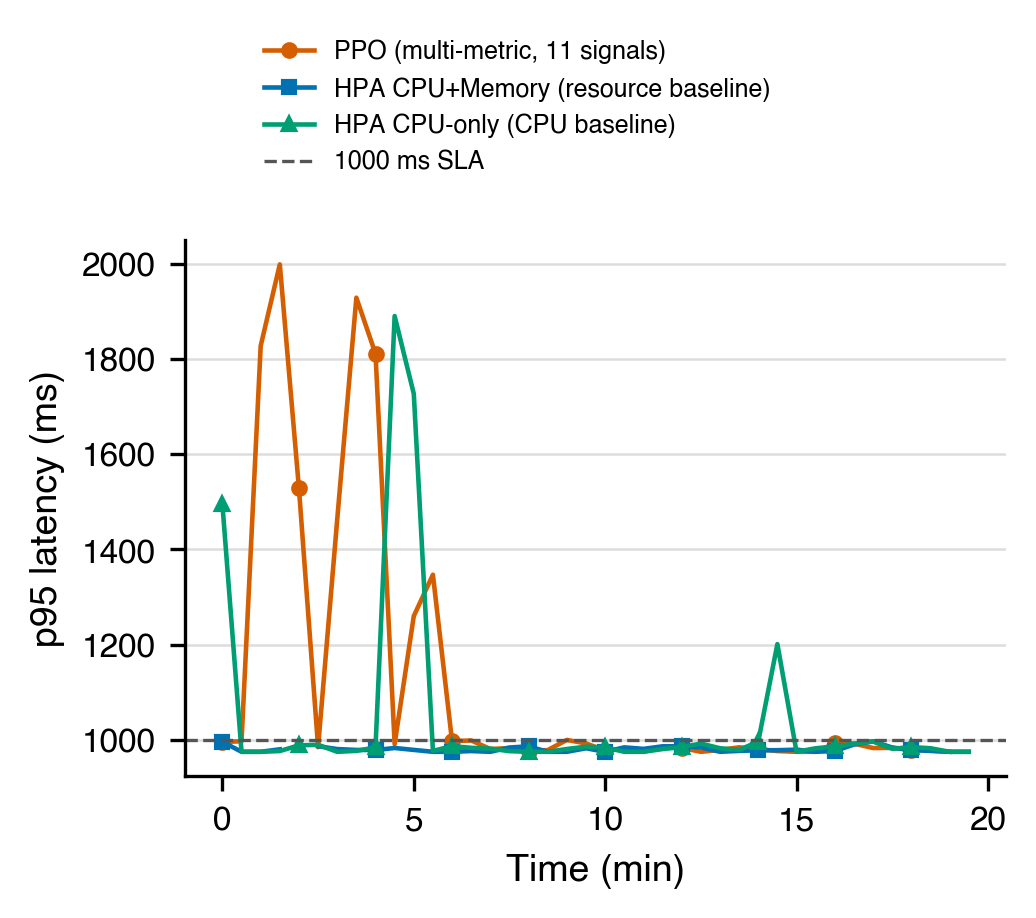 PPO (multi-metric, 11 signals)
HPA CPU+Memory (resource baseline)
HPA CPU-only (CPU baseline)
1000 ms SLA
2000
1800
1600
1400
1200
1000
p95 latency (ms)
0 5 10 15 20
Time (min)